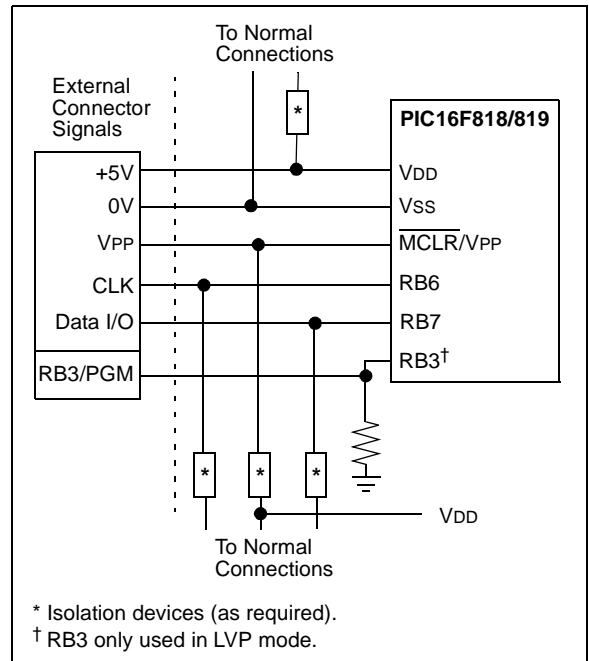 To Normal
Connections
*
External
Connector
Signals
PIC16F818/819
+5V
VDD
0V
VSS
VPP
MCLR/VPP
CLK
RB6
Data I/O
RB7
RB3†
RB3/PGM
* * *
VDD
To Normal
Connections
* Isolation devices (as required).
† RB3 only used in LVP mode.